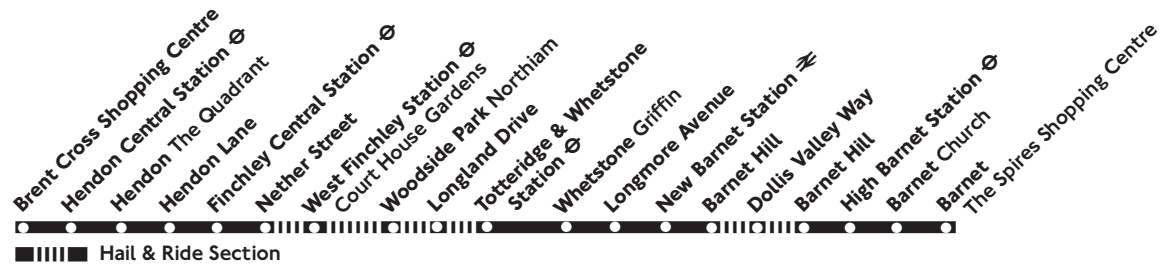 Brent Cross Shopping Centre
Hendon Central Station
Hendon The Quadrant
Hendon Lane
Finchley Central Station
Nether Street
West Finchley Station
Court House Gardens
Woodside Park Northiam
Longland Drive
Totteridge & Whetstone
Station
Whetstone Griffin
Longmore Avenue
New Barnet Station
Barnet Hill
Dollis Valley Way
Barnet Hill
High Barnet Station
Barnet Church
Barnet
The Spires Shopping Centre
Hail & Ride Section